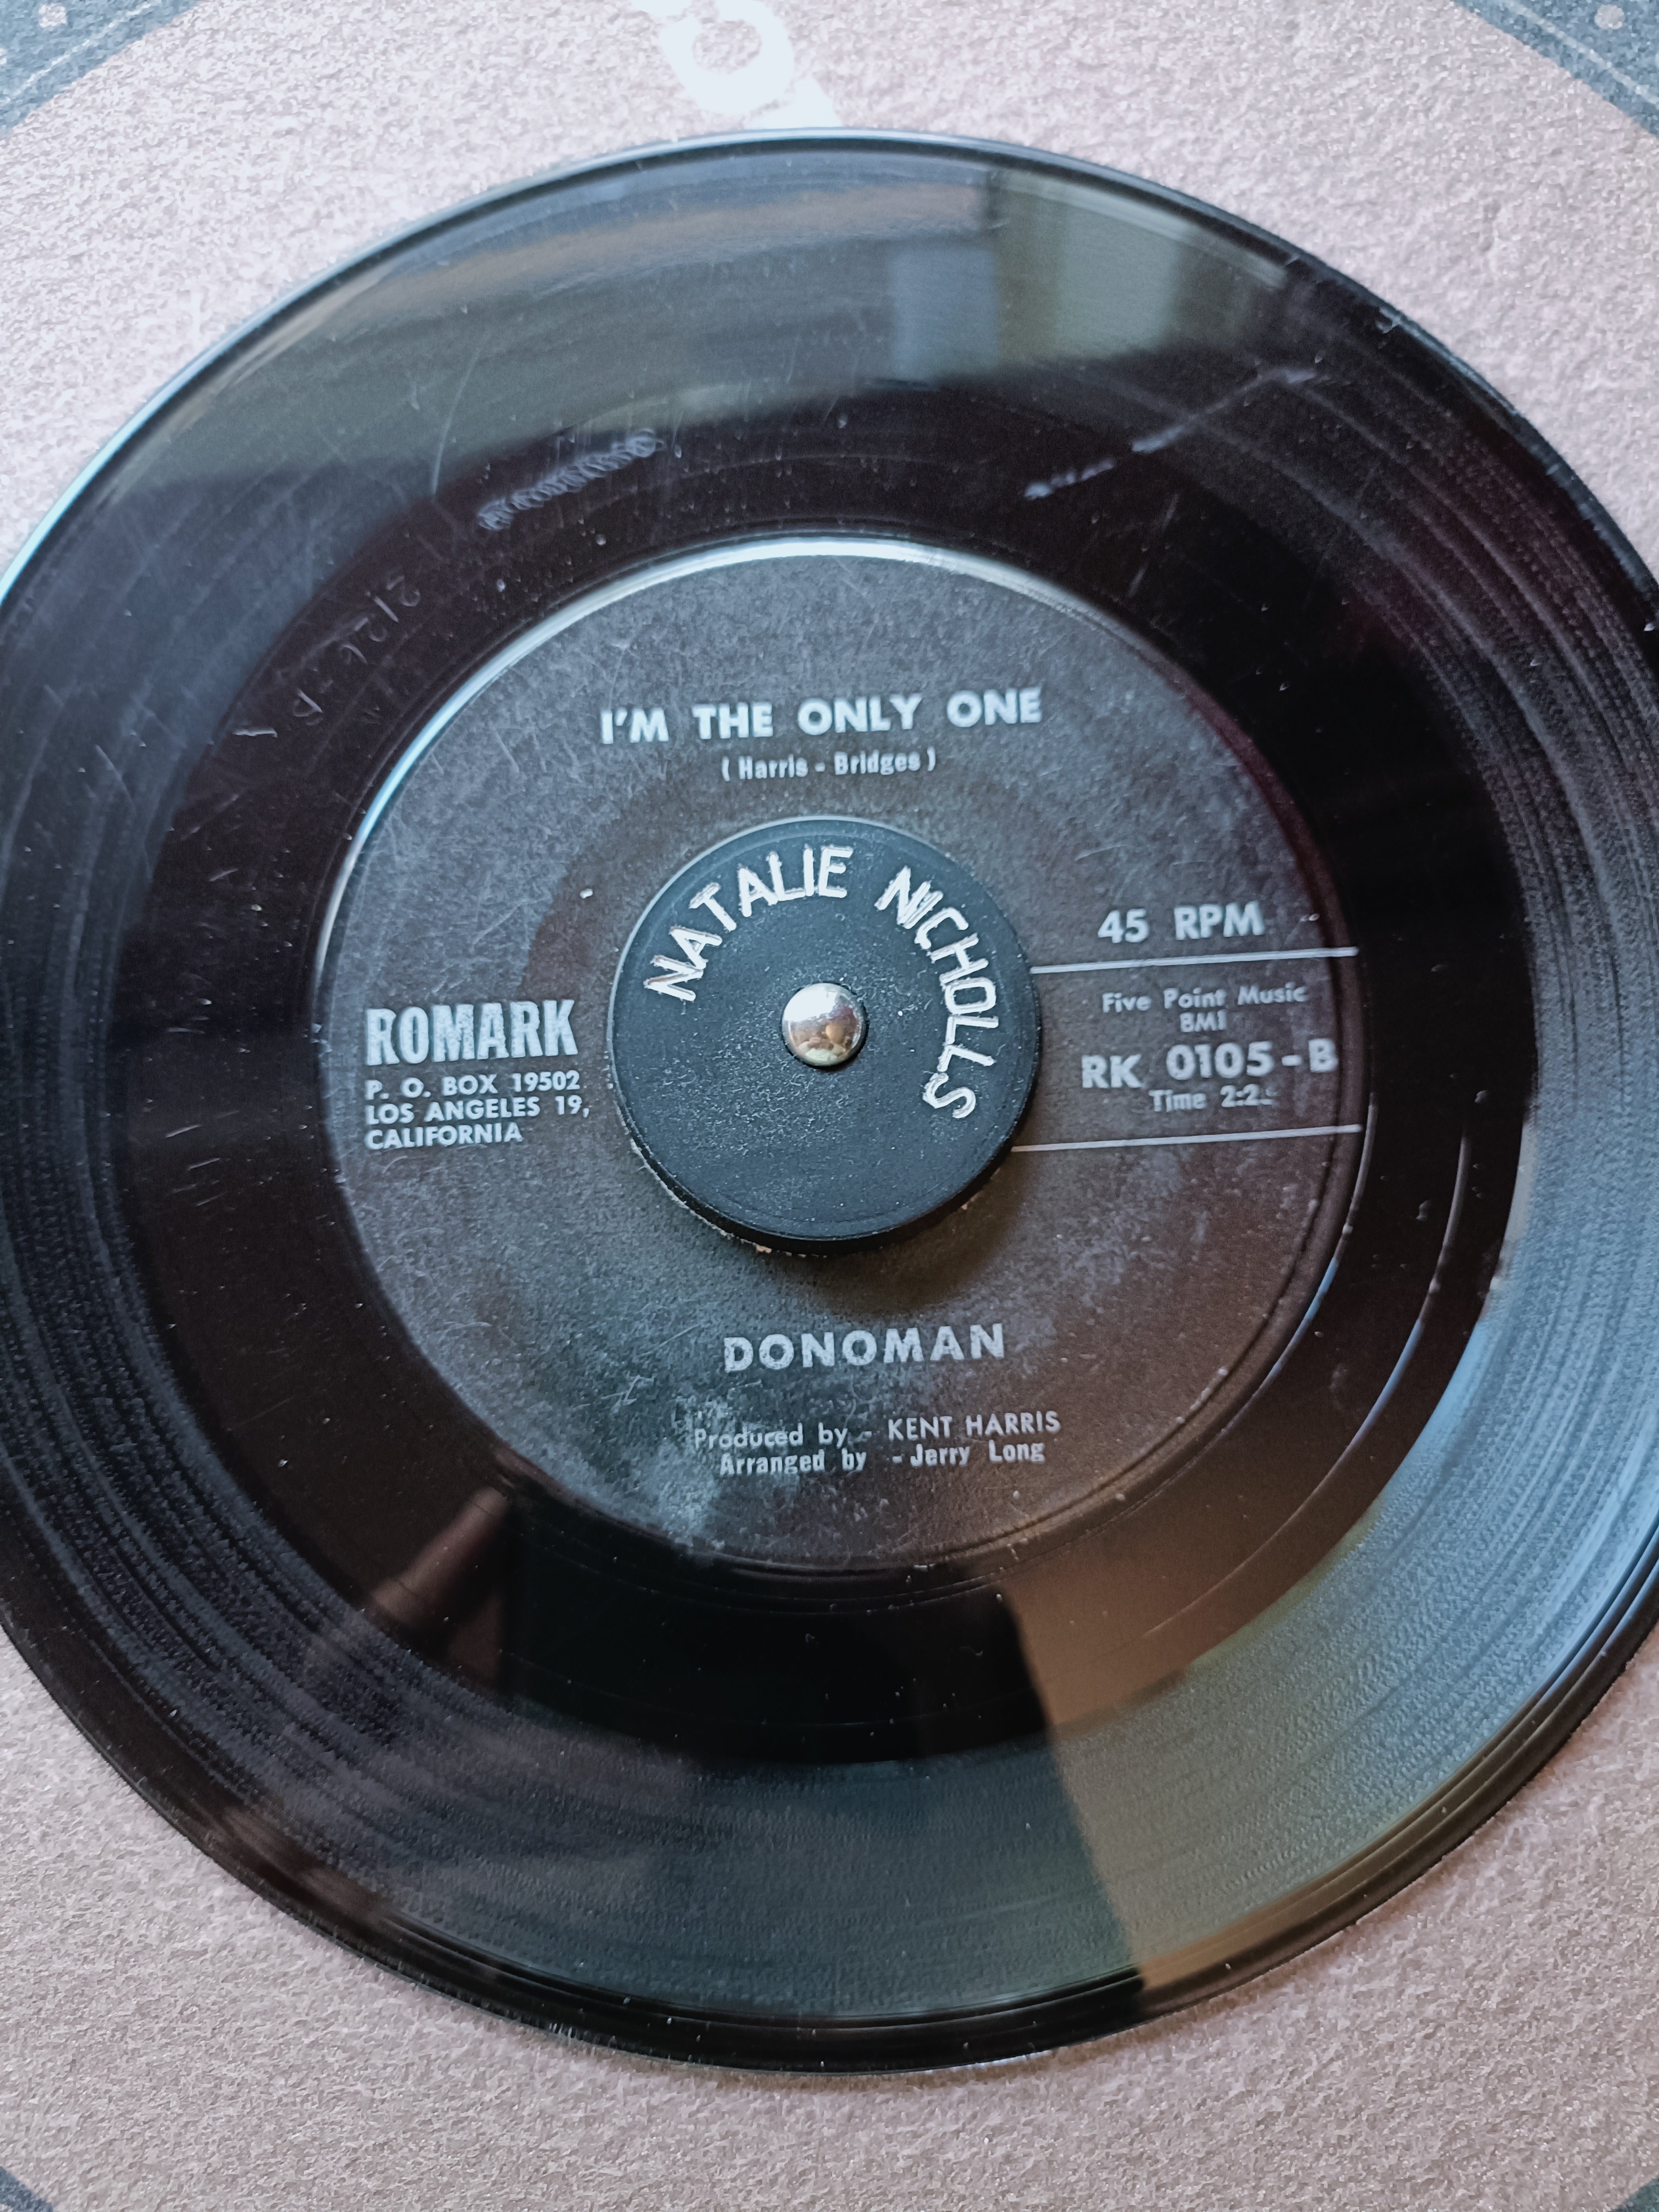 I'M THE ONLY ONE
( Harris - Bridges )
NATALIE NICHOLLS
45 RPM
Five Point Music
BMI
RK 0105-B
Time
ROMARK
P. O. BOX 19502
LOS ANGELES 19,
CALIFORNIA
DONOMAN
Produced by - KENT HARRIS
Arranged by - Jerry Long